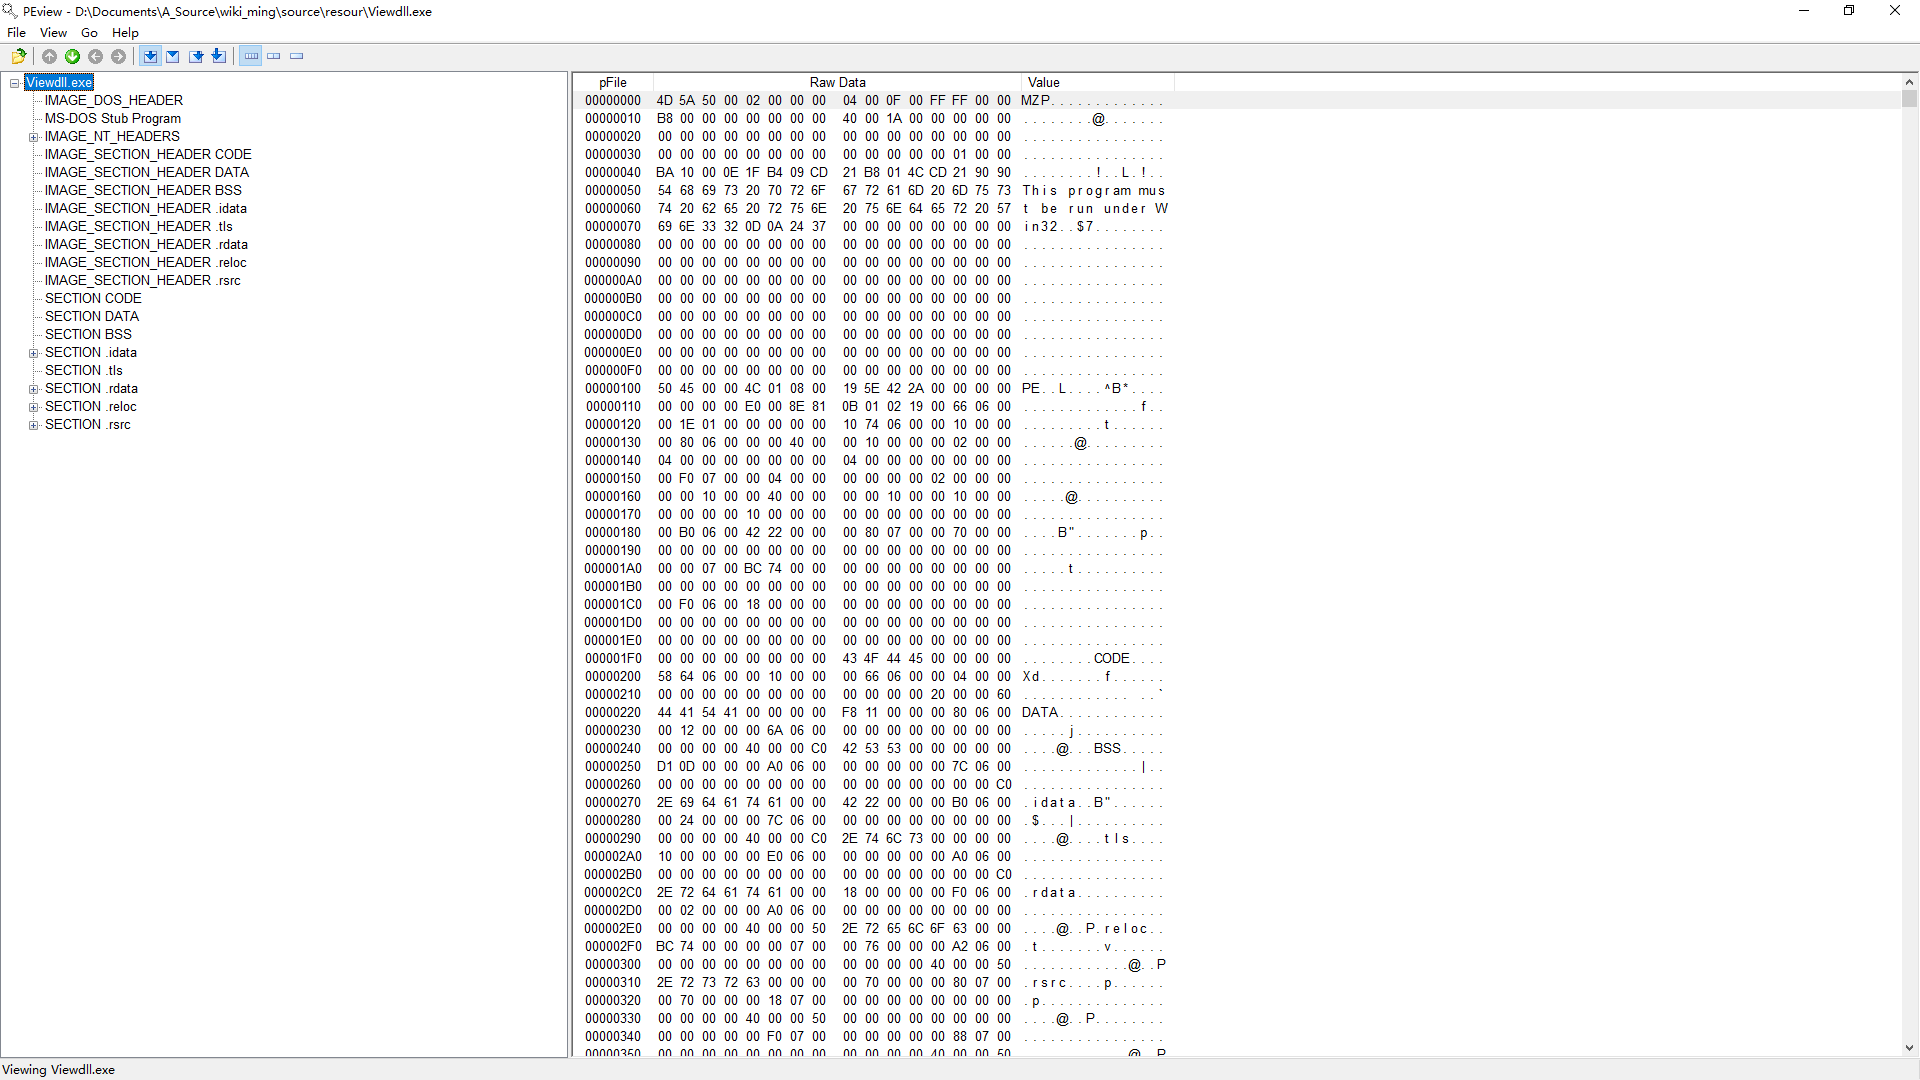 PEview - D:\Documents\A_Source\wiki_ming\source\resour\Viewdll.exe
File View Go Help
Viewdll.exe
IMAGE_DOS_HEADER
MS-DOS Stub Program
IMAGE_NT_HEADERS
IMAGE_SECTION_HEADER CODE
IMAGE_SECTION_HEADER DATA
IMAGE_SECTION_HEADER BSS
IMAGE_SECTION_HEADER .idata
IMAGE_SECTION_HEADER .tls
IMAGE_SECTION_HEADER .rdata
IMAGE_SECTION_HEADER .reloc
IMAGE_SECTION_HEADER .rsrc
SECTION CODE
SECTION DATA
SECTION BSS
SECTION .idata
SECTION .tls
SECTION .rdata
SECTION .reloc
SECTION .rsrc
pFile Raw Data Value
00000000 4D 5A 50 00 02 00 00 00 04 00 0F 00 FF FF 00 00 MZP.............
00000010 B8 00 00 00 00 00 00 00 40 00 1A 00 00 00 00 00 ........@.......
00000020 00 00 00 00 00 00 00 00 00 00 00 00 00 00 00 00 ................
00000030 00 00 00 00 00 00 00 00 00 00 00 00 00 01 00 00 ................
00000040 BA 10 00 0E 1F B4 09 CD 21 B8 01 4C CD 21 90 90 ........!..L.!..
00000050 54 68 69 73 20 70 72 6F 67 72 61 6D 20 6D 75 73 This program mus
00000060 74 20 62 65 20 72 75 6E 20 75 6E 64 65 72 20 57 t be run under W
00000070 69 6E 33 32 0D 0A 24 37 00 00 00 00 00 00 00 00 in32..$7........
00000080 00 00 00 00 00 00 00 00 00 00 00 00 00 00 00 00 ................
00000090 00 00 00 00 00 00 00 00 00 00 00 00 00 00 00 00 ................
000000A0 00 00 00 00 00 00 00 00 00 00 00 00 00 00 00 00 ................
000000B0 00 00 00 00 00 00 00 00 00 00 00 00 00 00 00 00 ................
000000C0 00 00 00 00 00 00 00 00 00 00 00 00 00 00 00 00 ................
000000D0 00 00 00 00 00 00 00 00 00 00 00 00 00 00 00 00 ................
000000E0 00 00 00 00 00 00 00 00 00 00 00 00 00 00 00 00 ................
000000F0 00 00 00 00 00 00 00 00 00 00 00 00 00 00 00 00 ................
00000100 50 45 00 00 4C 01 08 00 19 5E 42 2A 00 00 00 00 PE..L....^B*....
00000110 00 00 00 00 E0 00 8E 81 0B 01 02 19 00 66 06 00 .............f..
00000120 00 1E 01 00 00 00 00 00 10 74 06 00 00 10 00 00 .........t......
00000130 00 80 06 00 00 00 40 00 00 10 00 00 00 02 00 00 ......@.........
00000140 04 00 00 00 00 00 00 00 04 00 00 00 00 00 00 00 ................
00000150 00 F0 07 00 00 04 00 00 00 00 00 00 02 00 00 00 ................
00000160 00 00 10 00 00 40 00 00 00 00 10 00 00 10 00 00 .....@..........
00000170 00 00 00 00 10 00 00 00 00 00 00 00 00 00 00 00 ................
00000180 00 B0 06 00 42 22 00 00 00 80 07 00 00 70 00 00 ....B".......p..
00000190 00 00 00 00 00 00 00 00 00 00 00 00 00 00 00 00 ................
000001A0 00 00 07 00 BC 74 00 00 00 00 00 00 00 00 00 00 .....t..........
000001B0 00 00 00 00 00 00 00 00 00 00 00 00 00 00 00 00 ................
000001C0 00 F0 06 00 18 00 00 00 00 00 00 00 00 00 00 00 ................
000001D0 00 00 00 00 00 00 00 00 00 00 00 00 00 00 00 00 ................
000001E0 00 00 00 00 00 00 00 00 00 00 00 00 00 00 00 00 ................
000001F0 00 00 00 00 00 00 00 00 43 4F 44 45 00 00 00 00 ........CODE....
00000200 58 64 06 00 00 10 00 00 00 66 06 00 00 04 00 00 Xd.......f......
00000210 00 00 00 00 00 00 00 00 00 00 00 00 20 00 00 60 ............ ..`
00000220 44 41 54 41 00 00 00 00 F8 11 00 00 00 80 06 00 DATA............
00000230 00 12 00 00 00 6A 06 00 00 00 00 00 00 00 00 00 .....j..........
00000240 00 00 00 00 40 00 00 C0 42 53 53 00 00 00 00 00 ....@...BSS.....
00000250 D1 0D 00 00 00 A0 06 00 00 00 00 00 00 7C 06 00 .............|..
00000260 00 00 00 00 00 00 00 00 00 00 00 00 00 00 00 C0 ................
00000270 2E 69 64 61 74 61 00 00 42 22 00 00 00 B0 06 00 .idata..B"......
00000280 00 24 00 00 00 7C 06 00 00 00 00 00 00 00 00 00 .$...|..........
00000290 00 00 00 00 40 00 00 C0 2E 74 6C 73 00 00 00 00 ....@....tls....
000002A0 10 00 00 00 00 E0 06 00 00 00 00 00 00 A0 06 00 ................
000002B0 00 00 00 00 00 00 00 00 00 00 00 00 00 00 00 C0 ................
000002C0 2E 72 64 61 74 61 00 00 18 00 00 00 00 F0 06 00 .rdata..........
000002D0 00 02 00 00 00 A0 06 00 00 00 00 00 00 00 00 00 ................
000002E0 00 00 00 00 40 00 00 50 2E 72 65 6C 6F 63 00 00 ....@..P.reloc..
000002F0 BC 74 00 00 00 00 07 00 00 76 00 00 00 A2 06 00 .t.......v......
00000300 00 00 00 00 00 00 00 00 00 00 00 00 40 00 00 50 ............@..P
00000310 2E 72 73 72 63 00 00 00 00 70 00 00 00 80 07 00 .rsrc....p......
00000320 00 70 00 00 00 18 07 00 00 00 00 00 00 00 00 00 .p..............
00000330 00 00 00 00 40 00 00 50 00 00 00 00 00 00 00 00 ....@..P........
00000340 00 00 00 00 00 F0 07 00 00 00 00 00 00 88 07 00 ................
00000350 00 00 00 00 00 00 00 00 00 00 00 00 40 00 00 50 ............@..P
Viewing Viewdll.exe